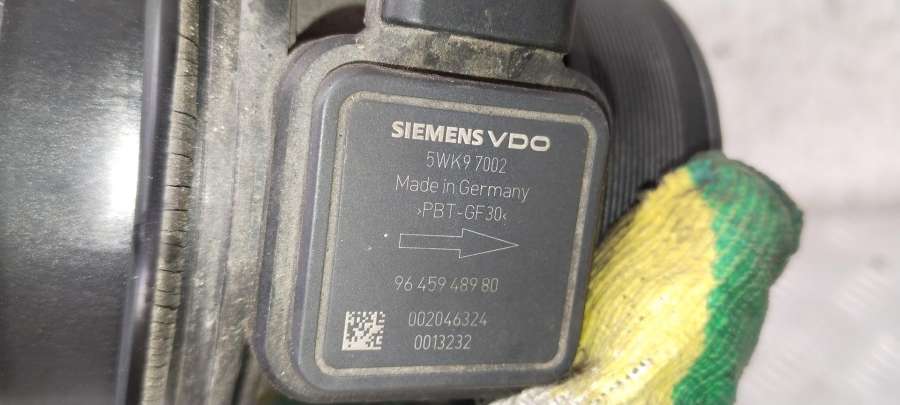 SIEMENS VDO
5WK9 7002
Made in Germany
>PBT-GF30<
96 459 489 80
002046324
0013232